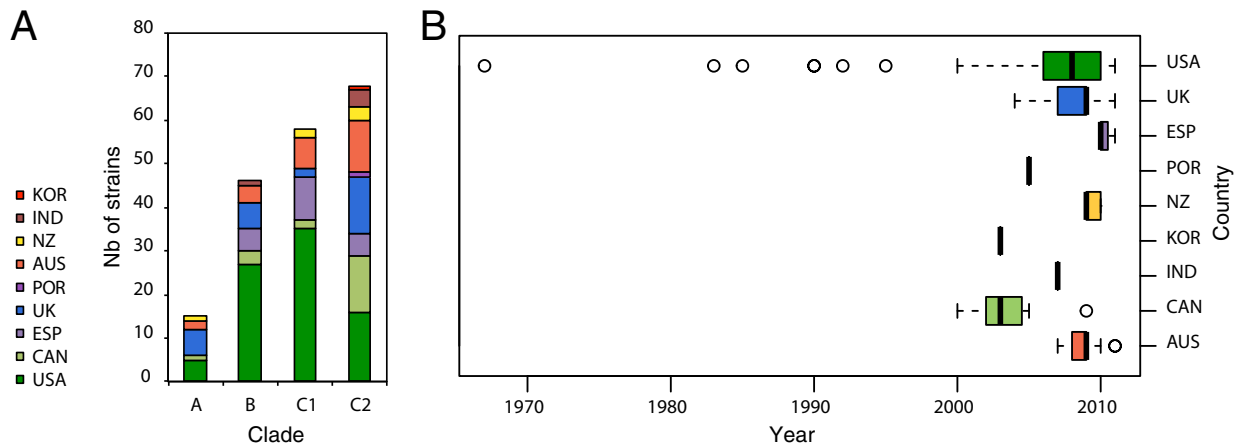 A
80
70
60
50
40
30
20
10
0
Nb of strains
KOR
IND
NZ
AUS
POR
UK
ESP
CAN
USA
A B C1 C2
Clade
B
USA
UK
ESP
POR
NZ
KOR
IND
CAN
AUS
Country
1970 1980 1990 2000 2010
Year